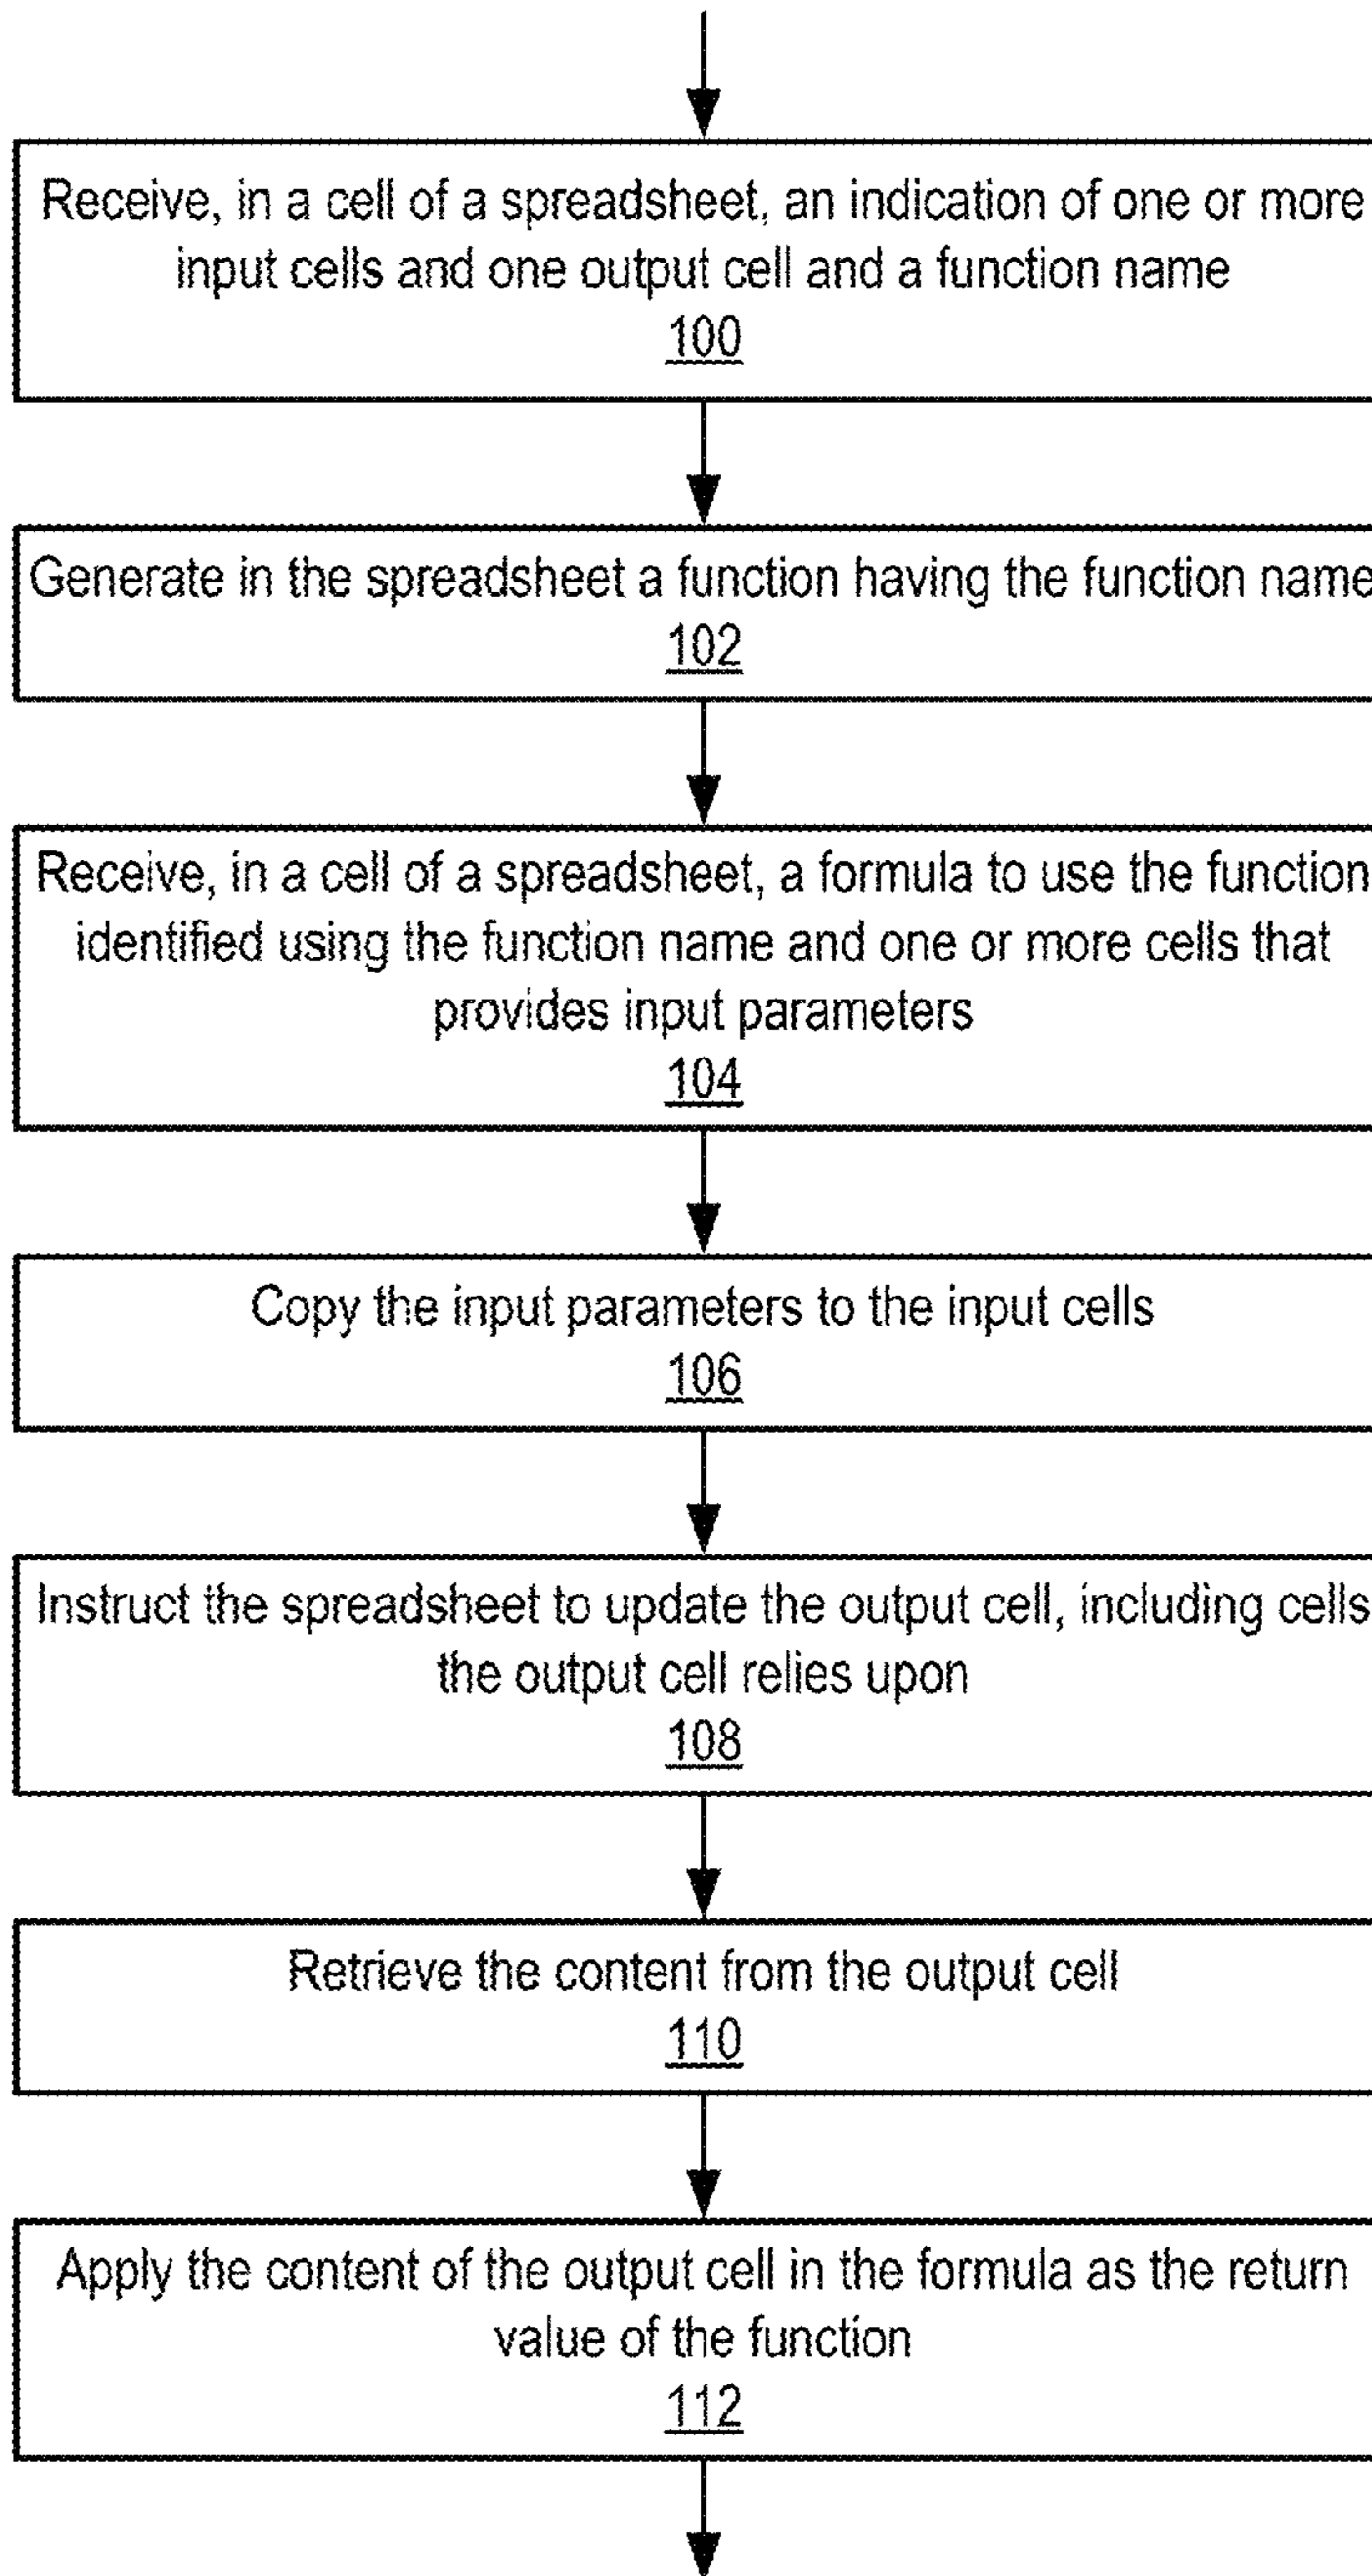 Receive, in a cell of a spreadsheet, an indication of one or more
input cells and one output cell and a function name
100
Generate in the spreadsheet a function having the function name
102
Receive, in a cell of a spreadsheet, a formula to use the function
identified using the function name and one or more cells that
provides input parameters
104
Copy the input parameters to the input cells
106
Instruct the spreadsheet to update the output cell, including cells
the output cell relies upon
108
Retrieve the content from the output cell
110
Apply the content of the output cell in the formula as the return
value of the function
112